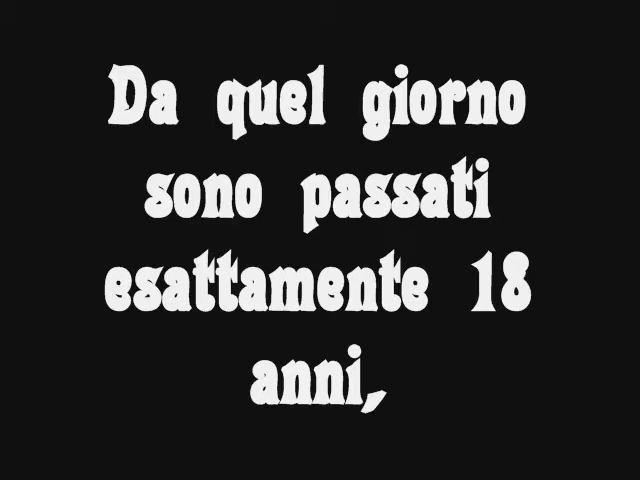 Da quel giorno
sono passati
esattamente 18
anni,